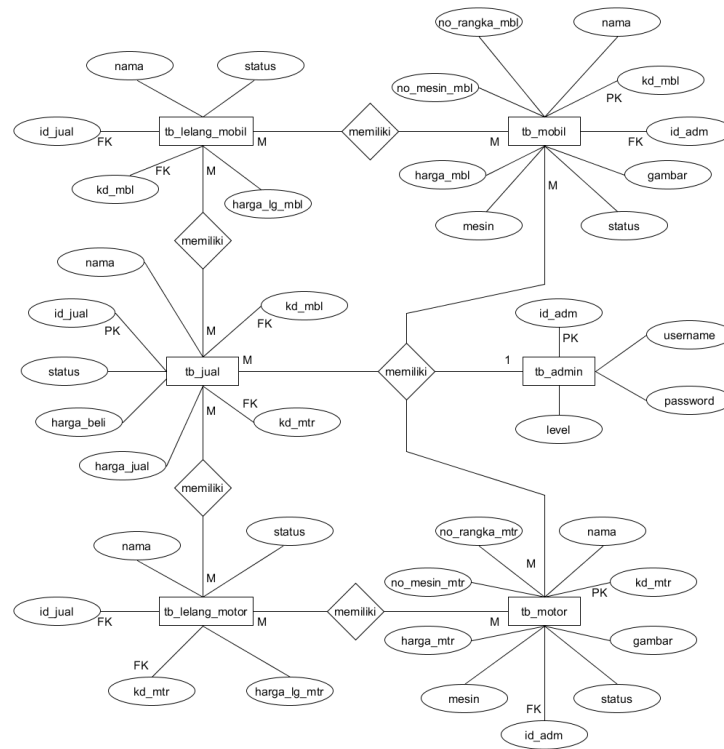 no_rangka_mbl
nama
nama
status
no_mesin_mbl
kd_mbl
PK
id_jual
FK
tb_lelang_mobil
M
memiliki
M
tb_mobil
id_adm
FK
kd_mbl
FK
M
harga_lg_mbl
harga_mbl
M
gambar
mesin
status
memiliki
nama
id_jual
PK
M
kd_mbl
FK
id_adm
PK
username
status
tb_jual
M
memiliki
1
tb_admin
harga_beli
M
FK
kd_mtr
password
level
harga_jual
memiliki
nama
status
no_rangka_mtr
nama
M
M
no_mesin_mtr
kd_mtr
PK
id_jual
FK
tb_lelang_motor
M
memiliki
M
tb_motor
harga_mtr
gambar
FK
kd_mtr
harga_lg_mtr
mesin
status
FK
id_adm